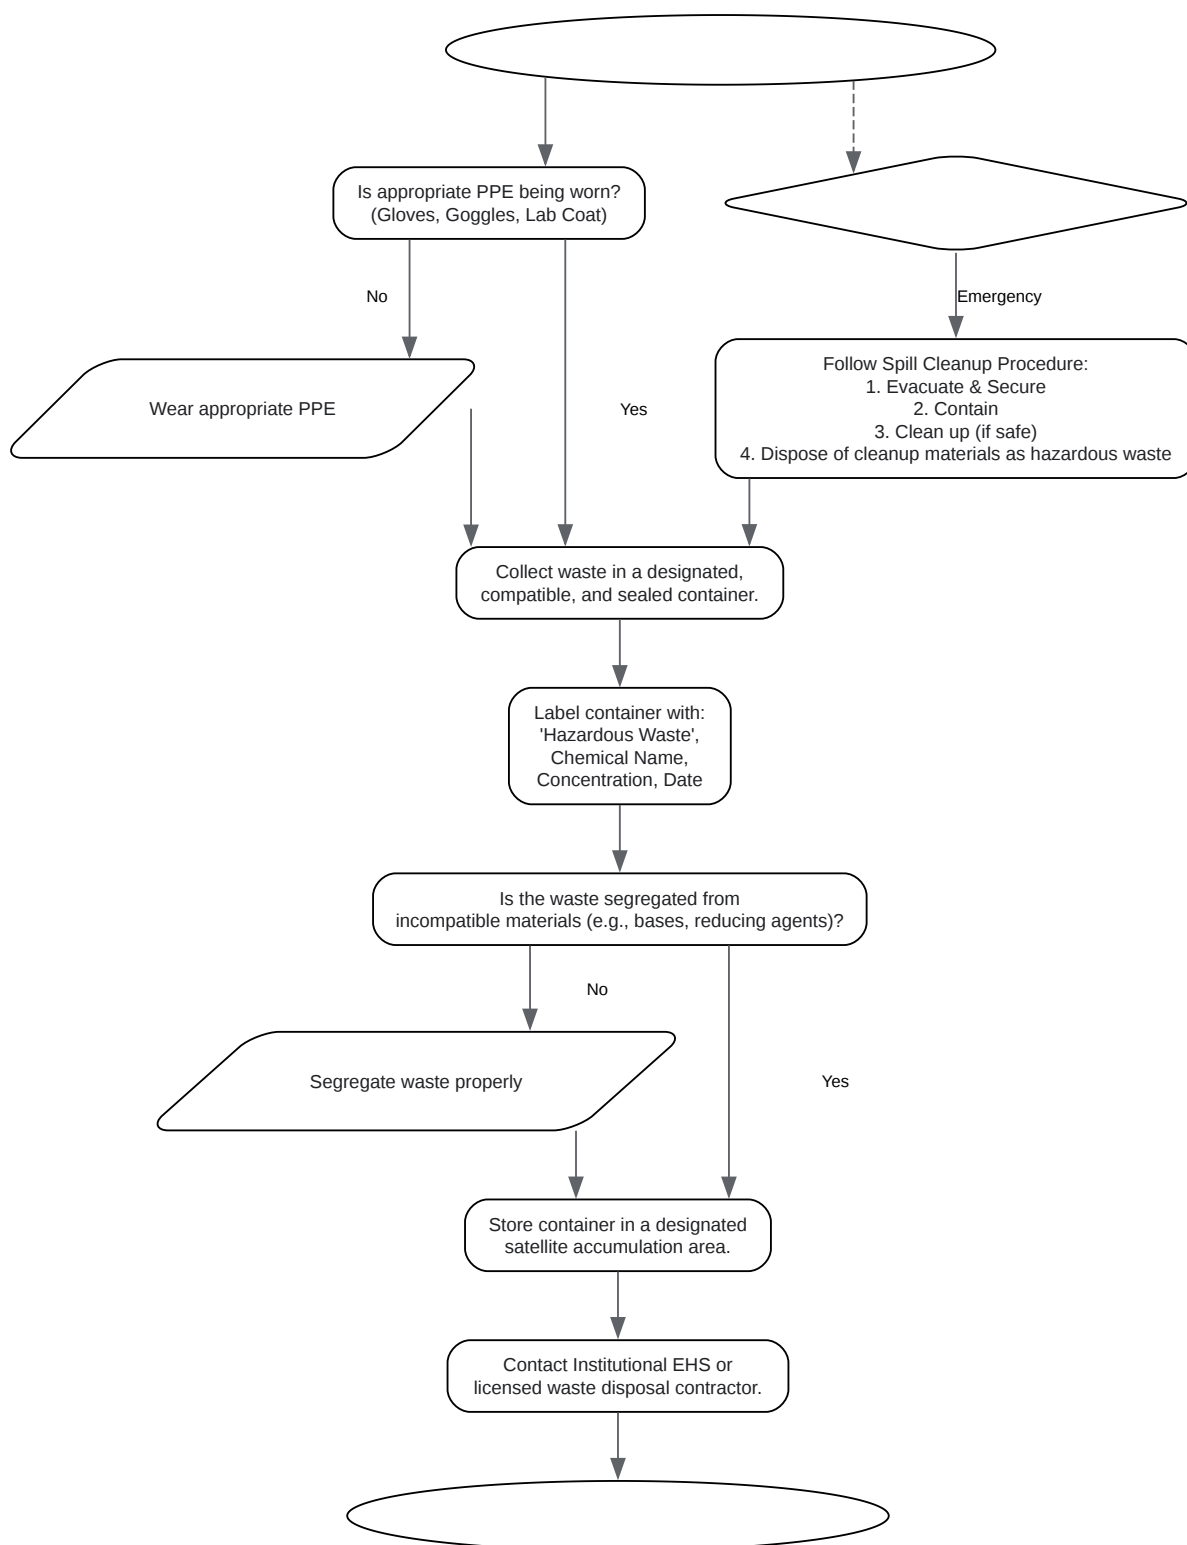 Is appropriate PPE being worn?
(Gloves, Goggles, Lab Coat)
No
Emergency
Follow Spill Cleanup Procedure:
1. Evacuate & Secure
2. Contain
3. Clean up (if safe)
4. Dispose of cleanup materials as hazardous waste
Wear appropriate PPE
Yes
Collect waste in a designated,
compatible, and sealed container.
Label container with:
'Hazardous Waste',
Chemical Name,
Concentration, Date
Is the waste segregated from
incompatible materials (e.g., bases, reducing agents)?
No
Segregate waste properly
Yes
Store container in a designated
satellite accumulation area.
Contact Institutional EHS or
licensed waste disposal contractor.